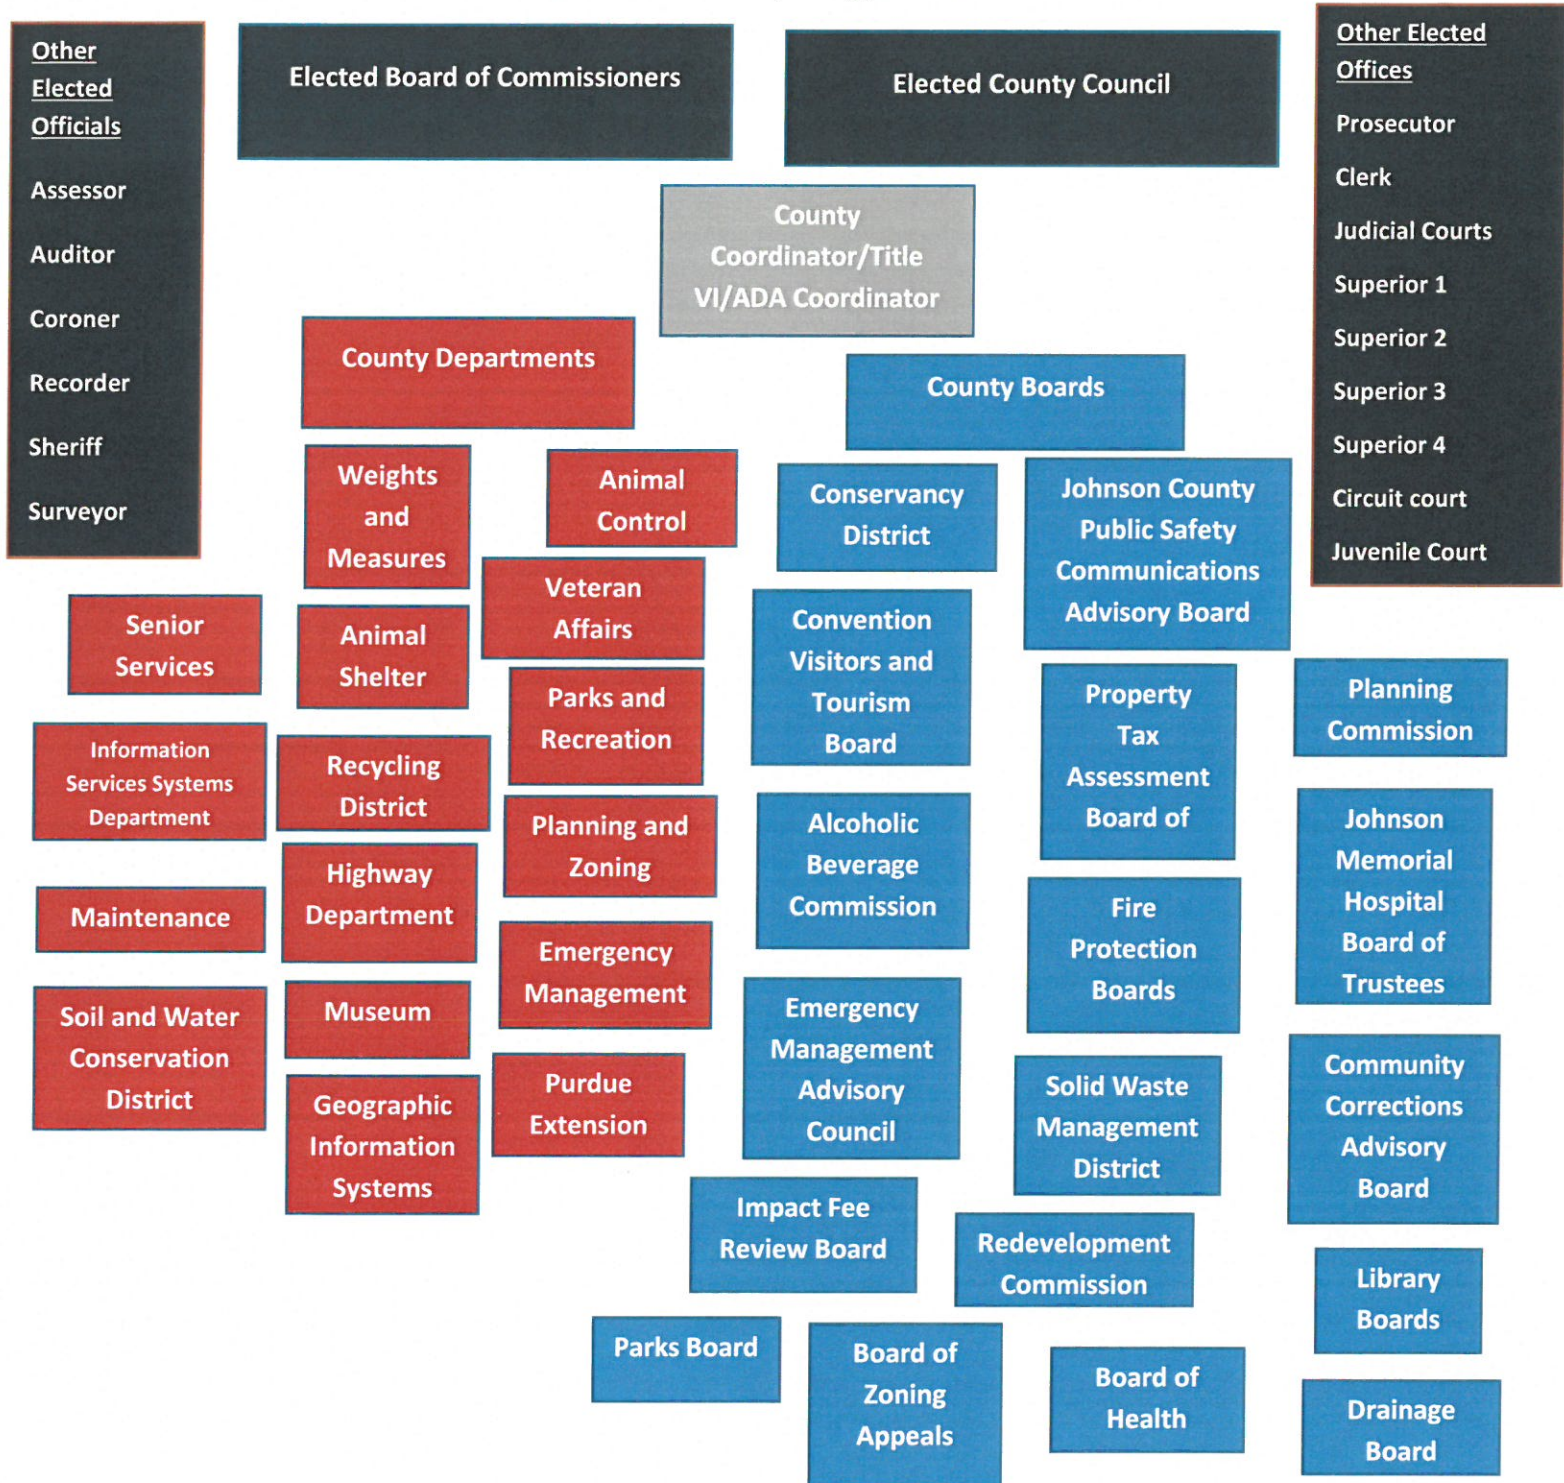 Other
Elected
Officials
Assessor
Auditor
Coroner
Recorder
Sheriff
Surveyor
Elected Board of Commissioners
Elected County Council
Other Elected
Offices
Prosecutor
Clerk
Judicial Courts
Superior 1
Superior 2
Superior 3
Superior 4
Circuit court
Juvenile Court
County
Coordinator/Title
VI/ADA Coordinator
County Departments
Weights
and
Measures
Animal
Control
Veteran
Affairs
Senior
Services
Animal
Shelter
Parks and
Recreation
Information
Services Systems
Department
Recycling
District
Planning and
Zoning
Maintenance
Highway
Department
Emergency
Management
Soil and Water
Conservation
District
Museum
Purdue
Extension
Geographic
Information
Systems
County Boards
Conservancy
District
Johnson County
Public Safety
Communications
Advisory Board
Convention
Visitors and
Tourism
Board
Property
Tax
Assessment
Board of
Planning
Commission
Alcoholic
Beverage
Commission
Johnson
Memorial
Hospital
Board of
Trustees
Fire
Protection
Boards
Emergency
Management
Advisory
Council
Solid Waste
Management
District
Community
Corrections
Advisory
Board
Impact Fee
Review Board
Redevelopment
Commission
Library
Boards
Parks Board
Board of
Zoning
Appeals
Board of
Health
Drainage
Board